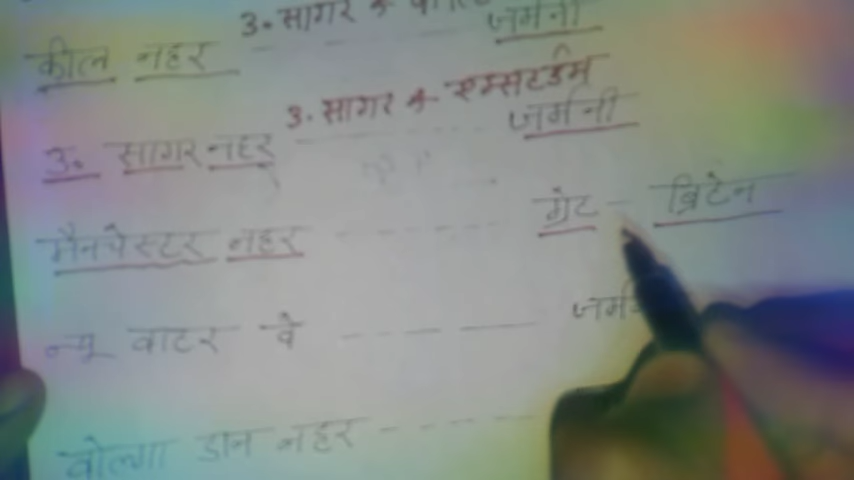 3. सागर क
कील नहर जर्मनी
3. सागर क एम्सटर्डम
3. सागर नहर जर्मनी
मैनचेस्टर नहर ग्रेट - ब्रिटेन
न्यू वाटर वे
वोल्गा डान नहर